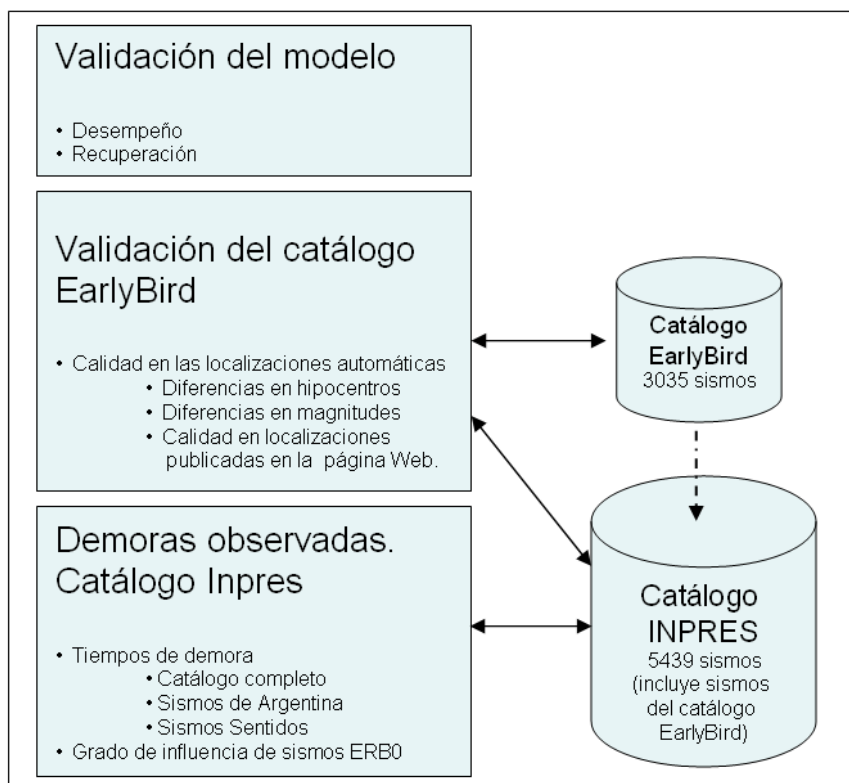 Validación del modelo
• Desempeño
• Recuperación
Validación del catálogo
EarlyBird
• Calidad en las localizaciones automáticas
• Diferencias en hipocentros
• Diferencias en magnitudes
• Calidad en localizaciones
publicadas en la página Web.
Demoras observadas.
Catálogo Inpres
• Tiempos de demora
• Catálogo completo
• Sismos de Argentina
• Sismos Sentidos
• Grado de influencia de sismos ERB0
Catálogo
EarlyBird
3035 sismos
Catálogo
INPRES
5439 sismos
(incluye sismos
del catálogo
EarlyBird)